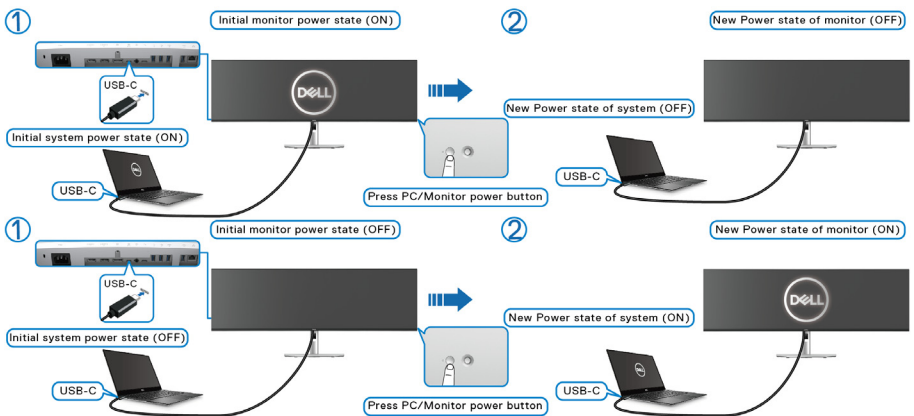 1
Initial monitor power state (ON)
2
New Power state of monitor (OFF)
USB-C
DELL
New Power state of system (OFF)
Initial system power state (ON)
DELL
USB-C
USB-C
Press PC/Monitor power button
1
Initial monitor power state (OFF)
2
New Power state of monitor (ON)
USB-C
DELL
New Power state of system (ON)
Initial system power state (OFF)
DELL
USB-C
USB-C
Press PC/Monitor power button